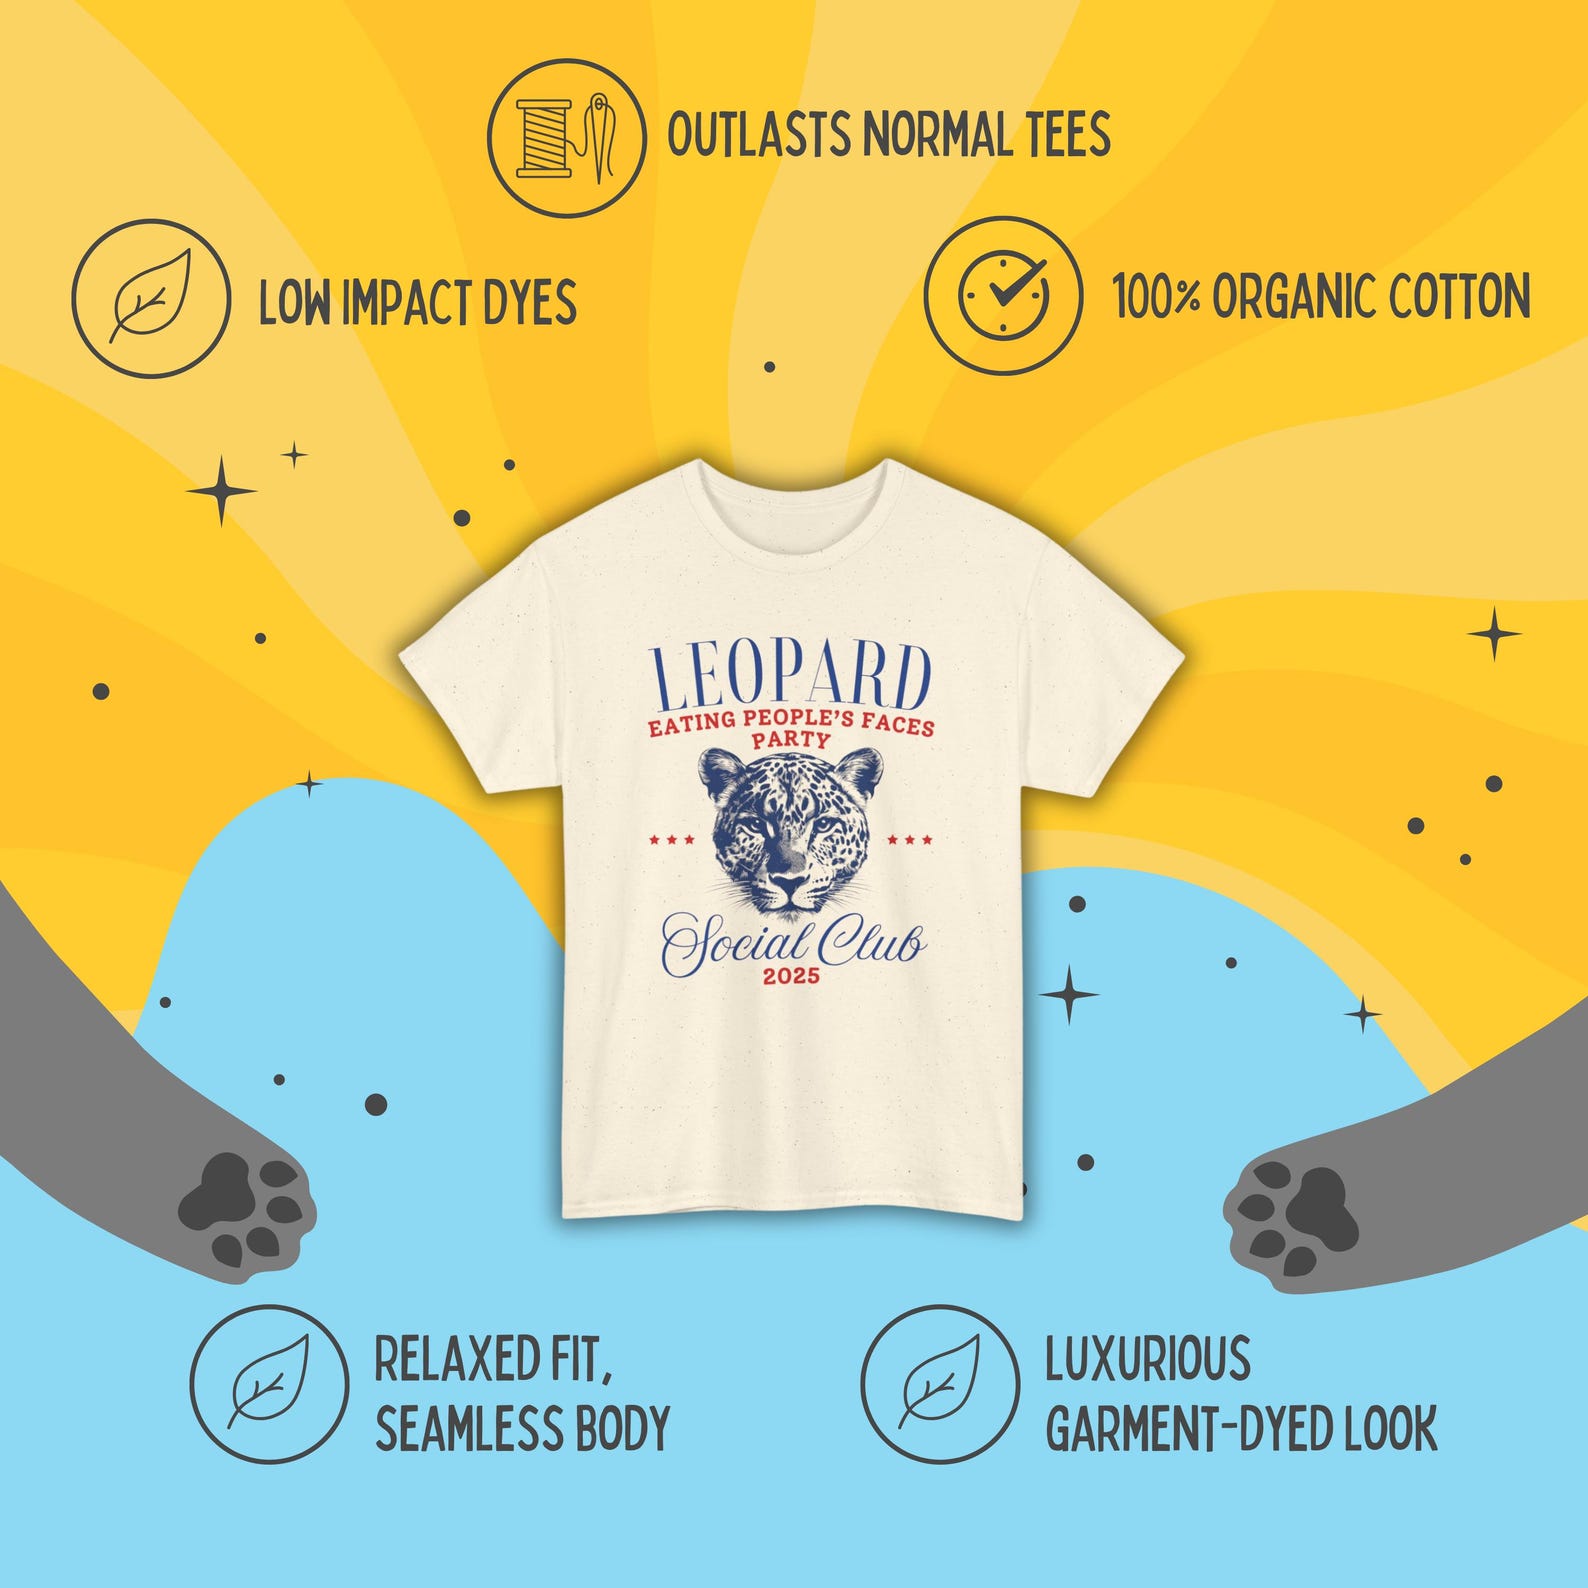 OUTLASTS NORMAL TEES
LOW IMPACT DYES
100% ORGANIC COTTON
LEOPARD
EATING PEOPLE'S FACES
PARTY
Social Club
2025
RELAXED FIT,
SEAMLESS BODY
LUXURIOUS
GARMENT-DYED LOOK